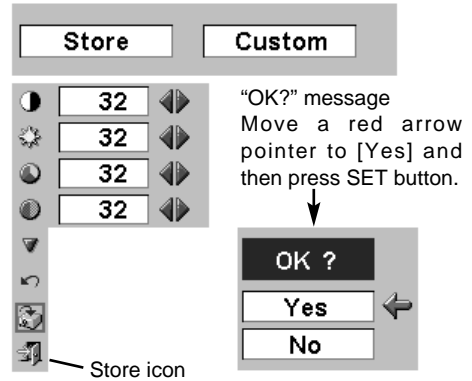 Store Custom
32
32
32
32
“OK?” message
Move a red arrow
pointer to [Yes] and
then press SET button.
OK ?
Yes
No
Store icon